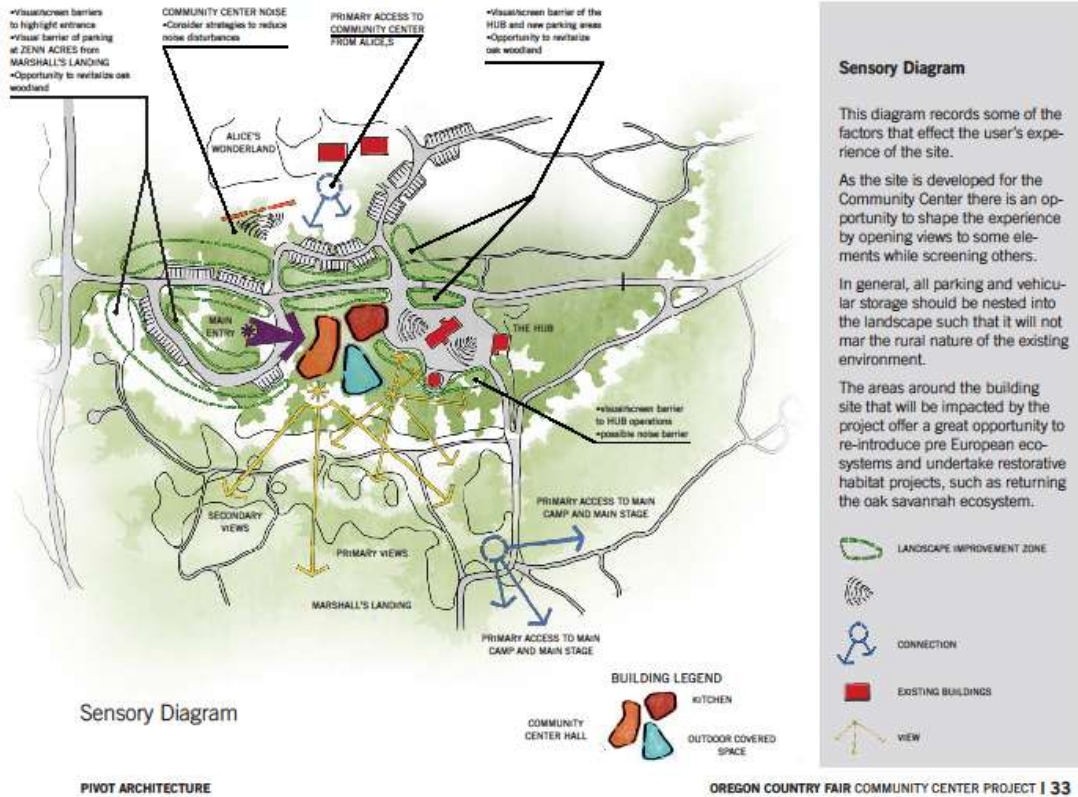 •Visual/screen barriers
to highlight entrance
•Visual barrier of parking
at ZENN ACRES from
MARSHALL'S LANDING
•Opportunity to revitalize oak
woodland
COMMUNITY CENTER NOISE
•Consider strategies to reduce
noise disturbances
PRIMARY ACCESS TO
COMMUNITY CENTER
FROM ALICE,S
•Visual/screen barrier of the
HUB and new parking areas
•Opportunity to revitalize
oak woodland
ALICE'S
WONDERLAND
MAIN
ENTRY
THE HUB
•visual/screen barrier
to HUB operations
•possible noise barrier
SECONDARY
VIEWS
PRIMARY VIEWS
MARSHALL'S LANDING
PRIMARY ACCESS TO MAIN
CAMP AND MAIN STAGE
PRIMARY ACCESS TO MAIN
CAMP AND MAIN STAGE
BUILDING LEGEND
KITCHEN
COMMUNITY
CENTER HALL
OUTDOOR COVERED
SPACE
Sensory Diagram
Sensory Diagram
This diagram records some of the
factors that effect the user's expe-
rience of the site.
As the site is developed for the
Community Center there is an op-
portunity to shape the experience
by opening views to some ele-
ments while screening others.
In general, all parking and vehicu-
lar storage should be nested into
the landscape such that it will not
mar the rural nature of the existing
environment.
The areas around the building
site that will be impacted by the
project offer a great opportunity to
re-introduce pre European eco-
systems and undertake restorative
habitat projects, such as returning
the oak savannah ecosystem.
LANDSCAPE IMPROVEMENT ZONE
CONNECTION
EXISTING BUILDINGS
VIEW
PIVOT ARCHITECTURE
OREGON COUNTRY FAIR COMMUNITY CENTER PROJECT | 33